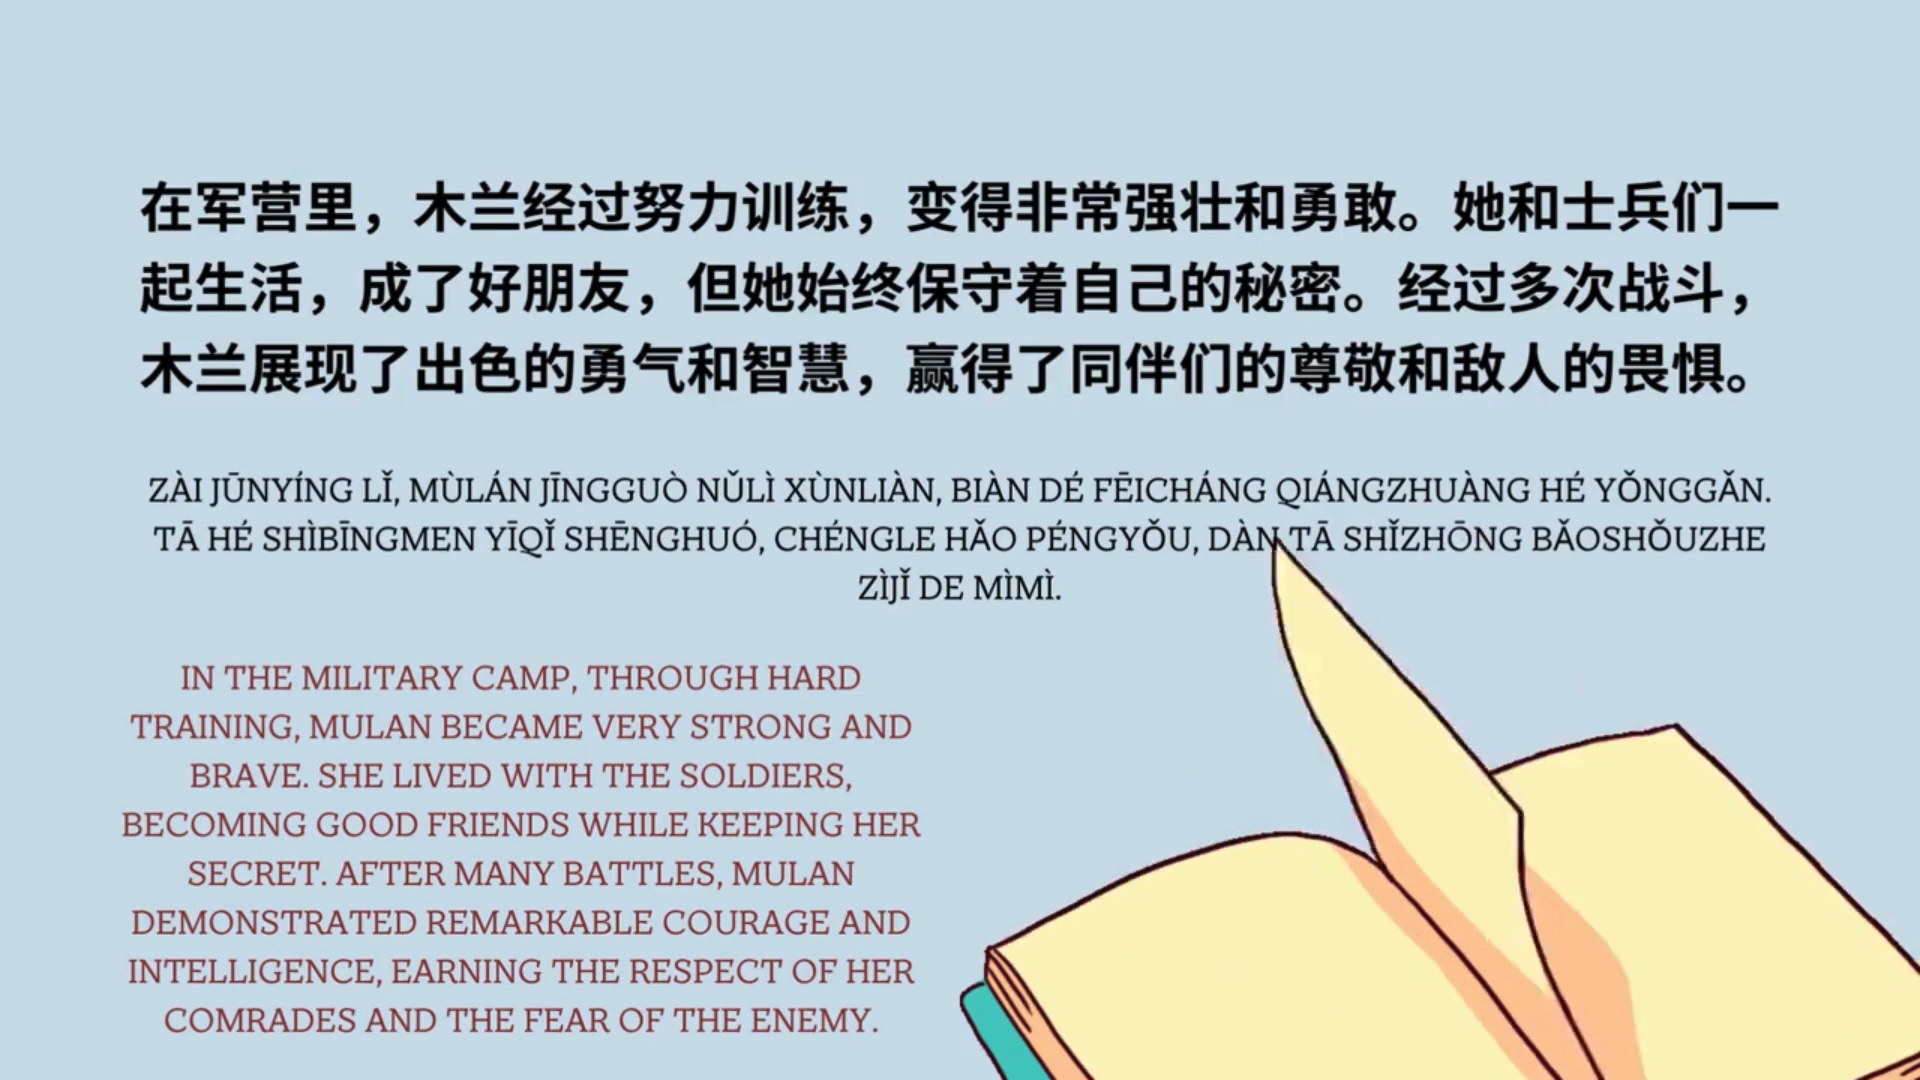 在军营里，木兰经过努力训练，变得非常强壮和勇敢。她和士兵们一
起生活，成了好朋友，但她始终保守着自己的秘密。经过多次战斗，
木兰展现了出色的勇气和智慧，赢得了同伴们的尊敬和敌人的畏惧。
ZÀI JŪNYÍNG LǏ, MÙLÁN JĪNGGUÒ NǓLÌ XÙNLIÀN, BIÀN DÉ FĒICHÁNG QIÁNGZHUÀNG HÉ YǑNGGǍN.
TĀ HÉ SHÌBĪNGMEN YĪQǏ SHĒNGHUÓ, CHÉNGLE HǍO PÉNGYǑU, DÀN TĀ SHǏZHŌNG BǍOSHǑUZHE
ZÌJǏ DE MÌMÌ.
IN THE MILITARY CAMP, THROUGH HARD
TRAINING, MULAN BECAME VERY STRONG AND
BRAVE. SHE LIVED WITH THE SOLDIERS,
BECOMING GOOD FRIENDS WHILE KEEPING HER
SECRET. AFTER MANY BATTLES, MULAN
DEMONSTRATED REMARKABLE COURAGE AND
INTELLIGENCE, EARNING THE RESPECT OF HER
COMRADES AND THE FEAR OF THE ENEMY.